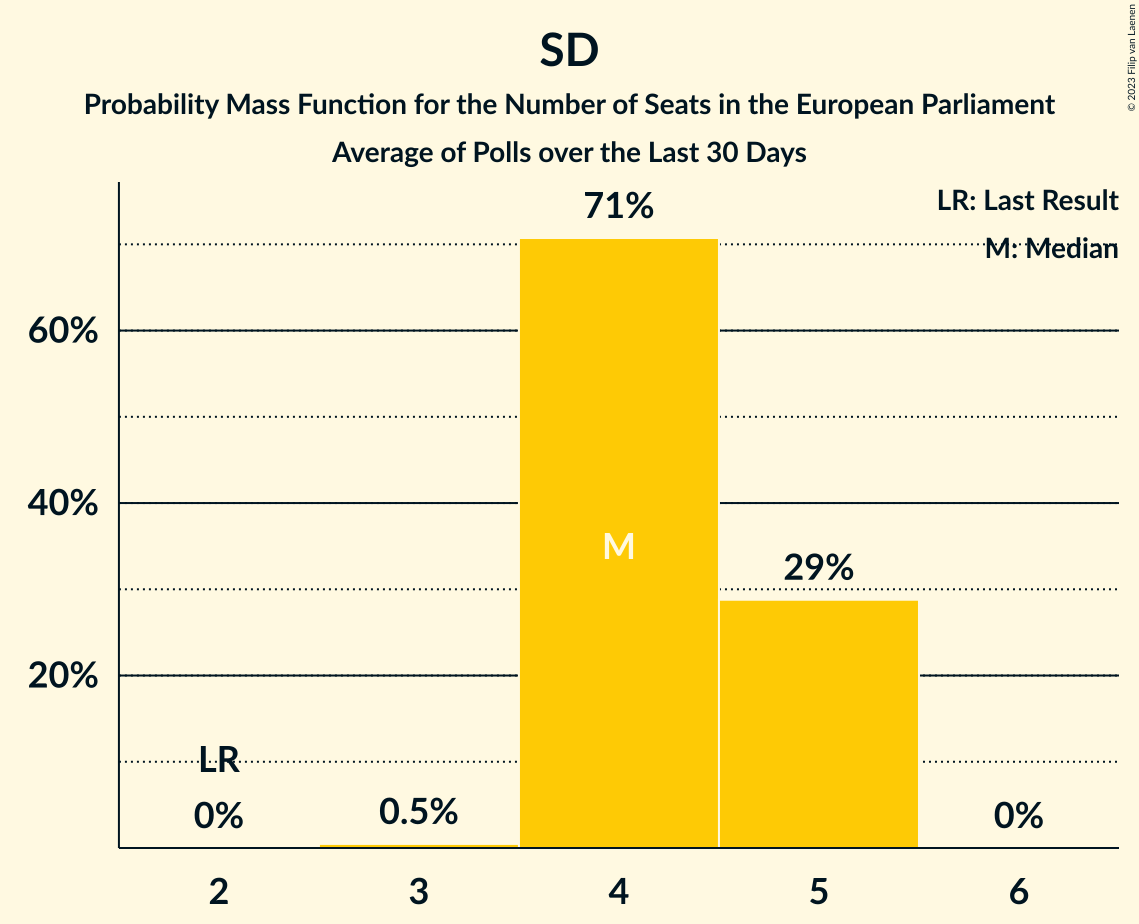 SD
Probability Mass Function for the Number of Seats in the European Parliament
Average of Polls over the Last 30 Days
© 2023 Filip van Laenen
LR: Last Result
M: Median
71%
60%
40%
M
29%
20%
LR
0%
0.5%
0%
2
3
4
5
6